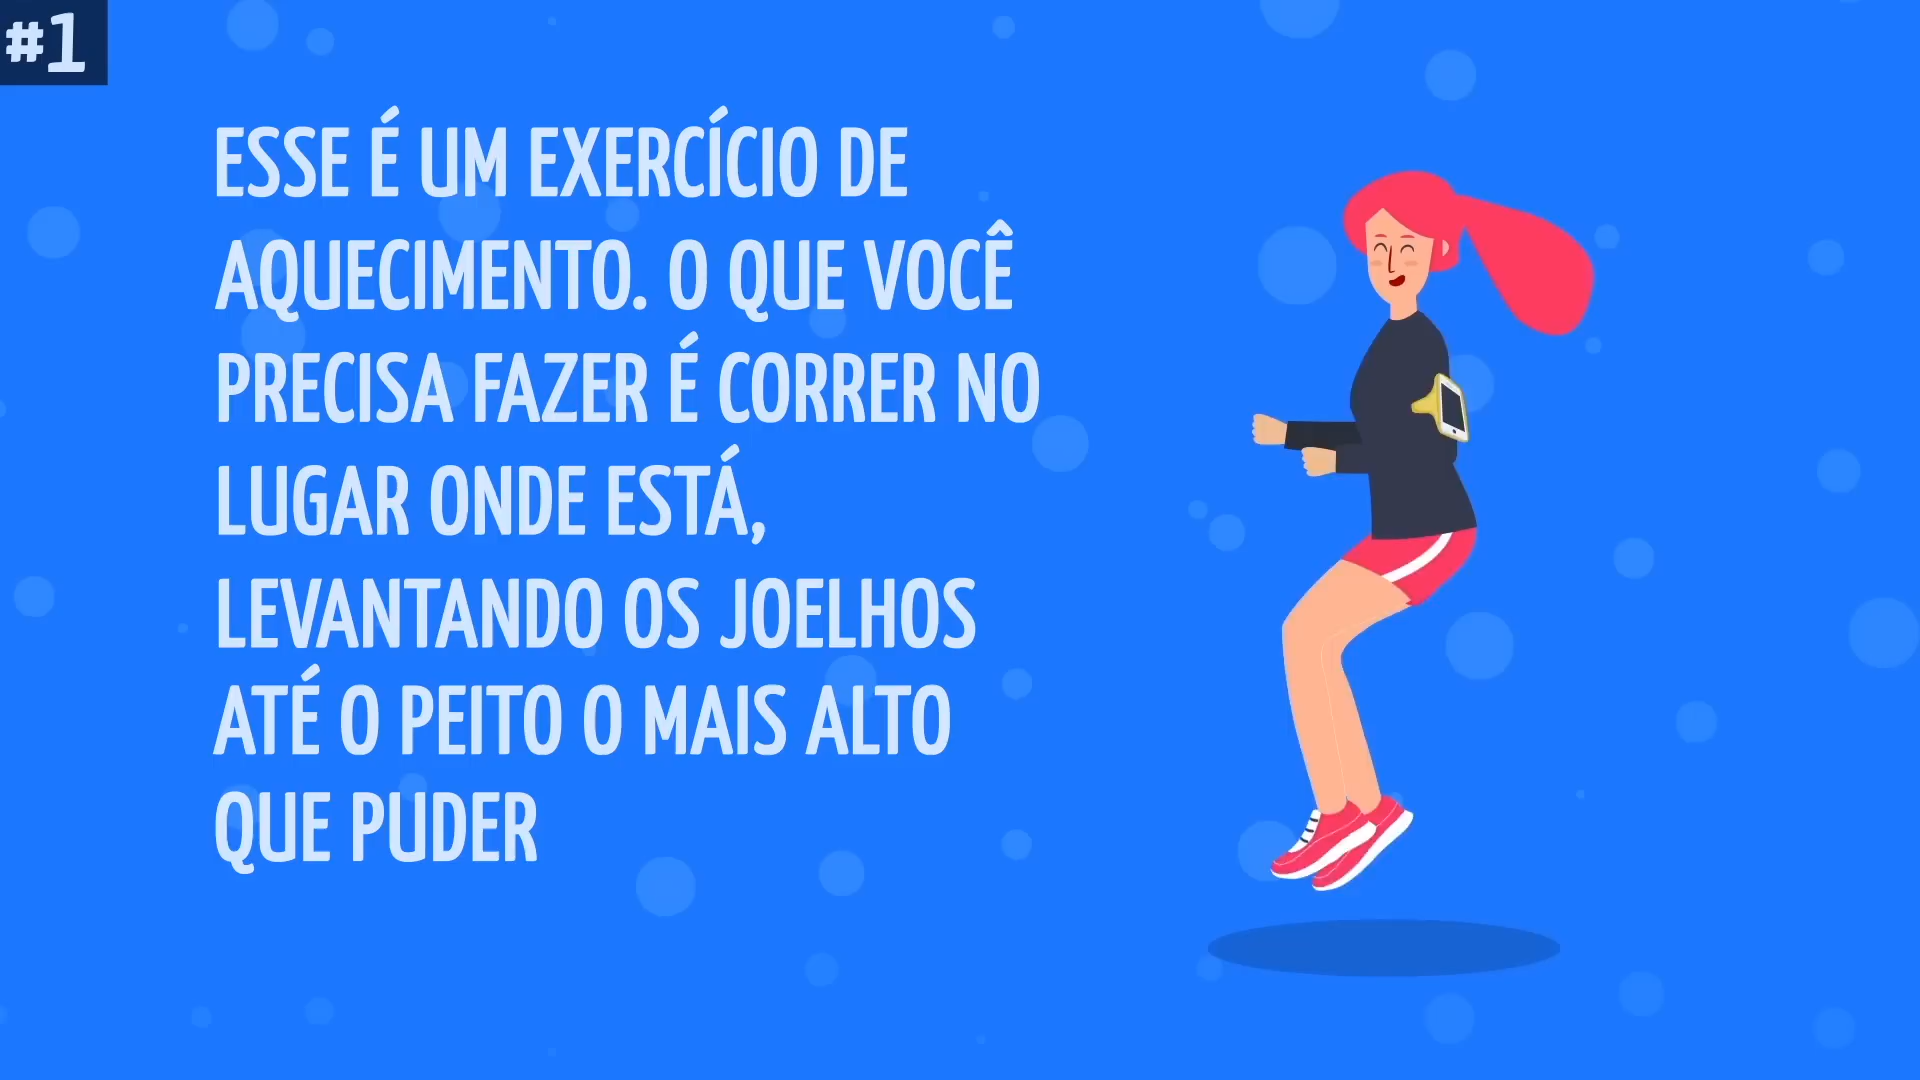 #1
ESSE É UM EXERCÍCIO DE
AQUECIMENTO. O QUE VOCÊ
PRECISA FAZER É CORRER NO
LUGAR ONDE ESTÁ,
LEVANTANDO OS JOELHOS
ATÉ O PEITO O MAIS ALTO
QUE PUDER